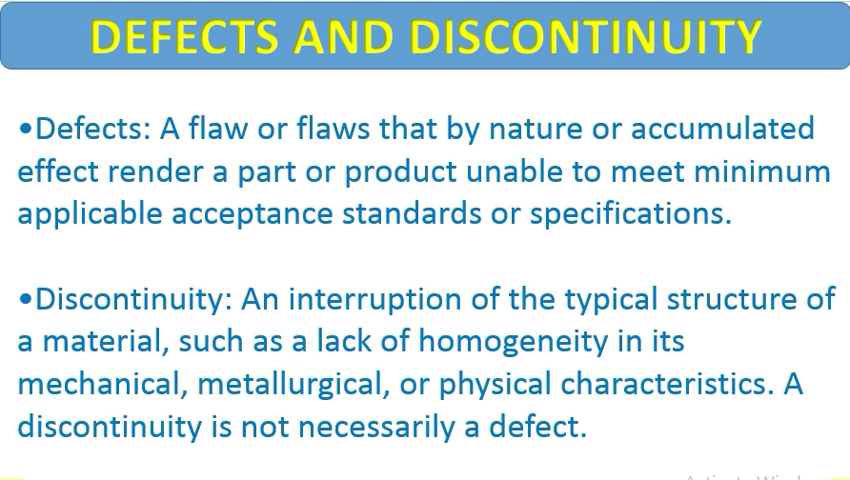 DEFECTS AND DISCONTINUITY
•Defects: A flaw or flaws that by nature or accumulated
effect render a part or product unable to meet minimum
applicable acceptance standards or specifications.
•Discontinuity: An interruption of the typical structure of
a material, such as a lack of homogeneity in its
mechanical, metallurgical, or physical characteristics. A
discontinuity is not necessarily a defect.